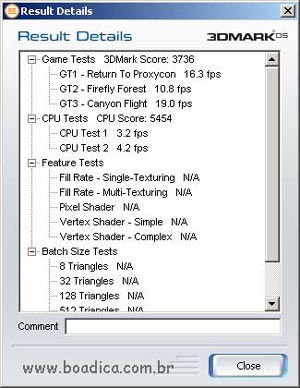 Result Details
Result Details
3DMARK 05
Game Tests 3DMark Score: 3736
GT1 - Return To Proxycon 16.3 fps
GT2 - Firefly Forest 10.8 fps
GT3 - Canyon Flight 19.0 fps
CPU Tests CPU Score: 5454
CPU Test 1 3.2 fps
CPU Test 2 4.2 fps
Feature Tests
Fill Rate - Single-Texturing N/A
Fill Rate - Multi-Texturing N/A
Pixel Shader N/A
Vertex Shader - Simple N/A
Vertex Shader - Complex N/A
Batch Size Tests
8 Triangles N/A
32 Triangles N/A
128 Triangles N/A
512 Triangles N/A
Comment
www.boadica.com.br
Close